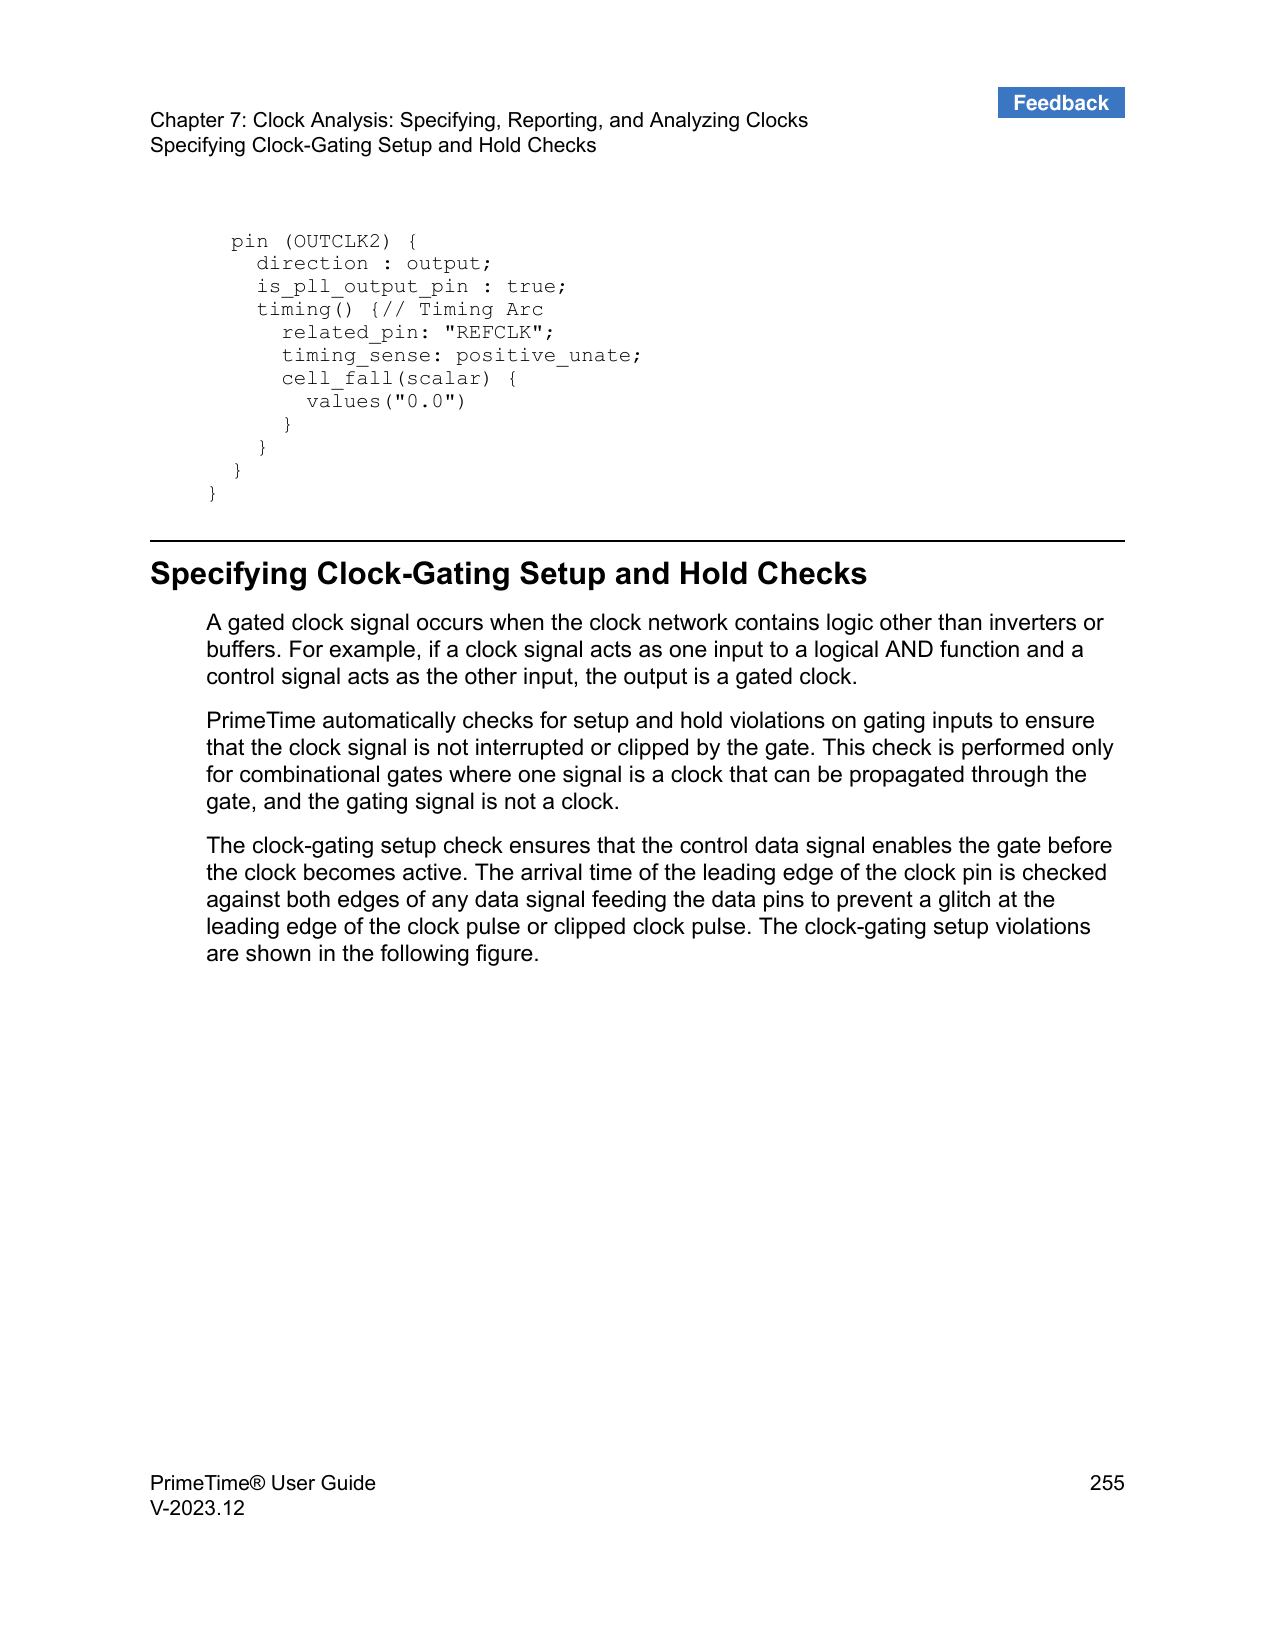 Feedback
Chapter 7: Clock Analysis: Specifying, Reporting, and Analyzing Clocks
Specifying Clock-Gating Setup and Hold Checks
pin (OUTCLK2) {
direction : output;
is_pll_output_pin : true;
timing() {// Timing Arc
related_pin: "REFCLK";
timing_sense: positive_unate;
cell_fall(scalar) {
values("0.0")
}
}
}
}
Specifying Clock-Gating Setup and Hold Checks
A gated clock signal occurs when the clock network contains logic other than inverters or
buffers. For example, if a clock signal acts as one input to a logical AND function and a
control signal acts as the other input, the output is a gated clock.
PrimeTime automatically checks for setup and hold violations on gating inputs to ensure
that the clock signal is not interrupted or clipped by the gate. This check is performed only
for combinational gates where one signal is a clock that can be propagated through the
gate, and the gating signal is not a clock.
The clock-gating setup check ensures that the control data signal enables the gate before
the clock becomes active. The arrival time of the leading edge of the clock pin is checked
against both edges of any data signal feeding the data pins to prevent a glitch at the
leading edge of the clock pulse or clipped clock pulse. The clock-gating setup violations
are shown in the following figure.
PrimeTime® User Guide
255
V-2023.12